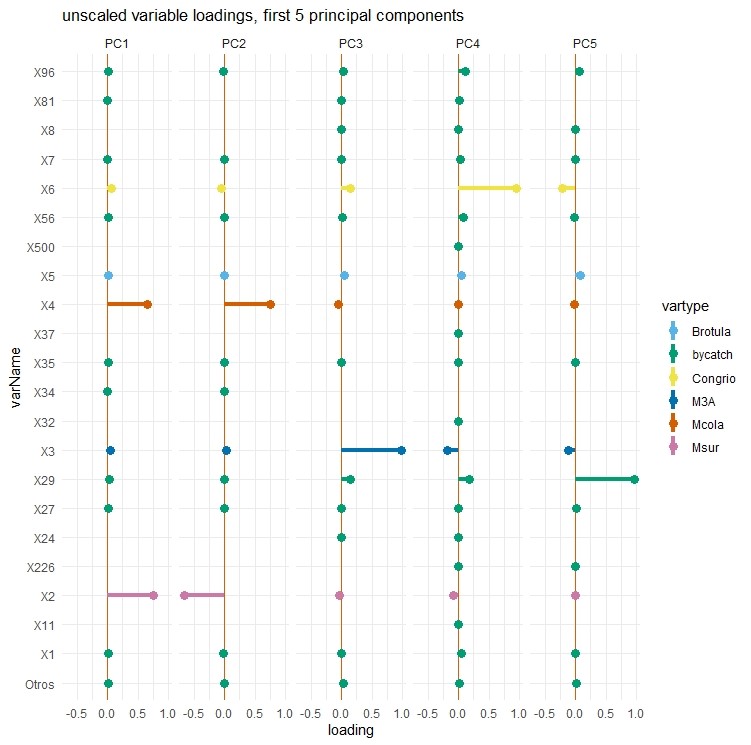 unscaled variable loadings, first 5 principal components
PC1 PC2 PC3 PC4 PC5
X96
X81
X8
X7
X6
X56
X500
X5
X4
X37
X35
X34
X32
X3
X29
X27
X24
X226
X2
X11
X1
Otros
varName
-0.5 0.0 0.5 1.0 -0.5 0.0 0.5 1.0 -0.5 0.0 0.5 1.0 -0.5 0.0 0.5 1.0 -0.5 0.0 0.5 1.0
loading
vartype
Brotula
bycatch
Congrio
M3A
Mcola
Msur